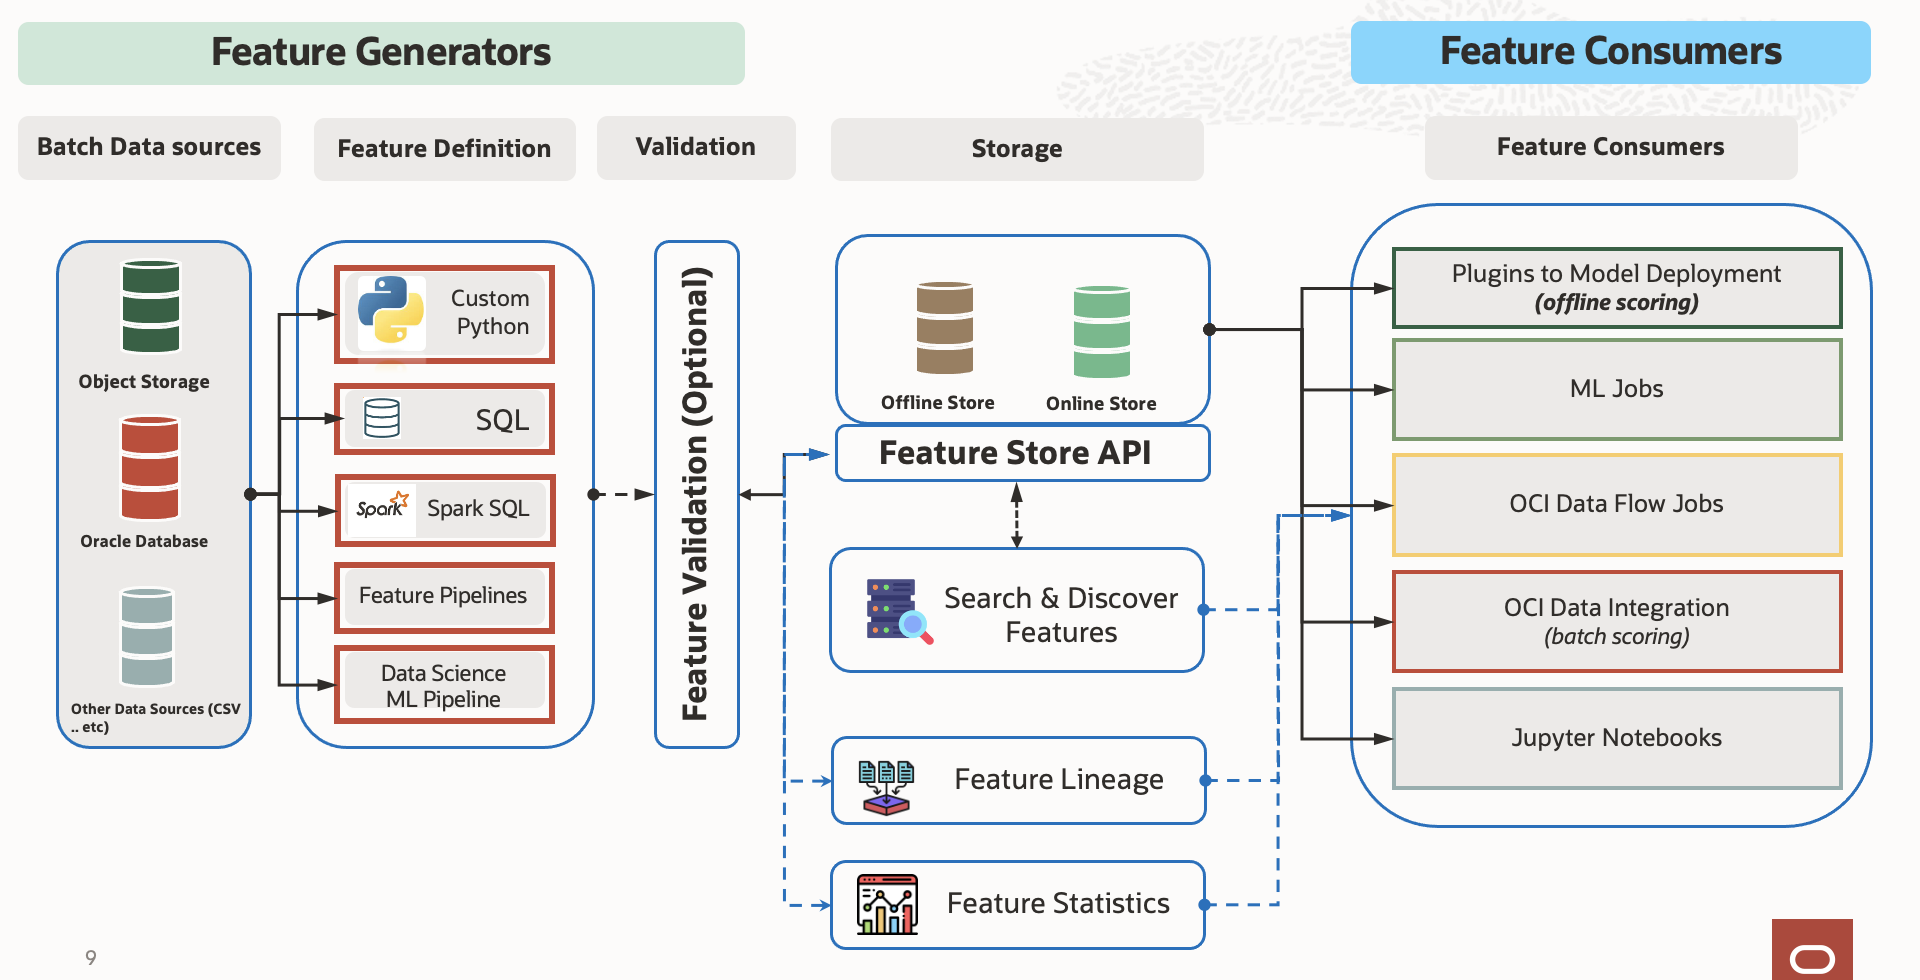 Feature Generators
Feature Consumers
Batch Data sources
Feature Definition
Validation
Storage
Feature Consumers
Object Storage
Oracle Database
Other Data Sources (CSV
.. etc)
Custom
Python
SQL
Spark
Spark SQL
Feature Pipelines
Data Science
ML Pipeline
Feature Validation (Optional)
Offline Store
Online Store
Feature Store API
Search & Discover
Features
Feature Lineage
Feature Statistics
Plugins to Model Deployment
(offline scoring)
ML Jobs
OCI Data Flow Jobs
OCI Data Integration
(batch scoring)
Jupyter Notebooks
9